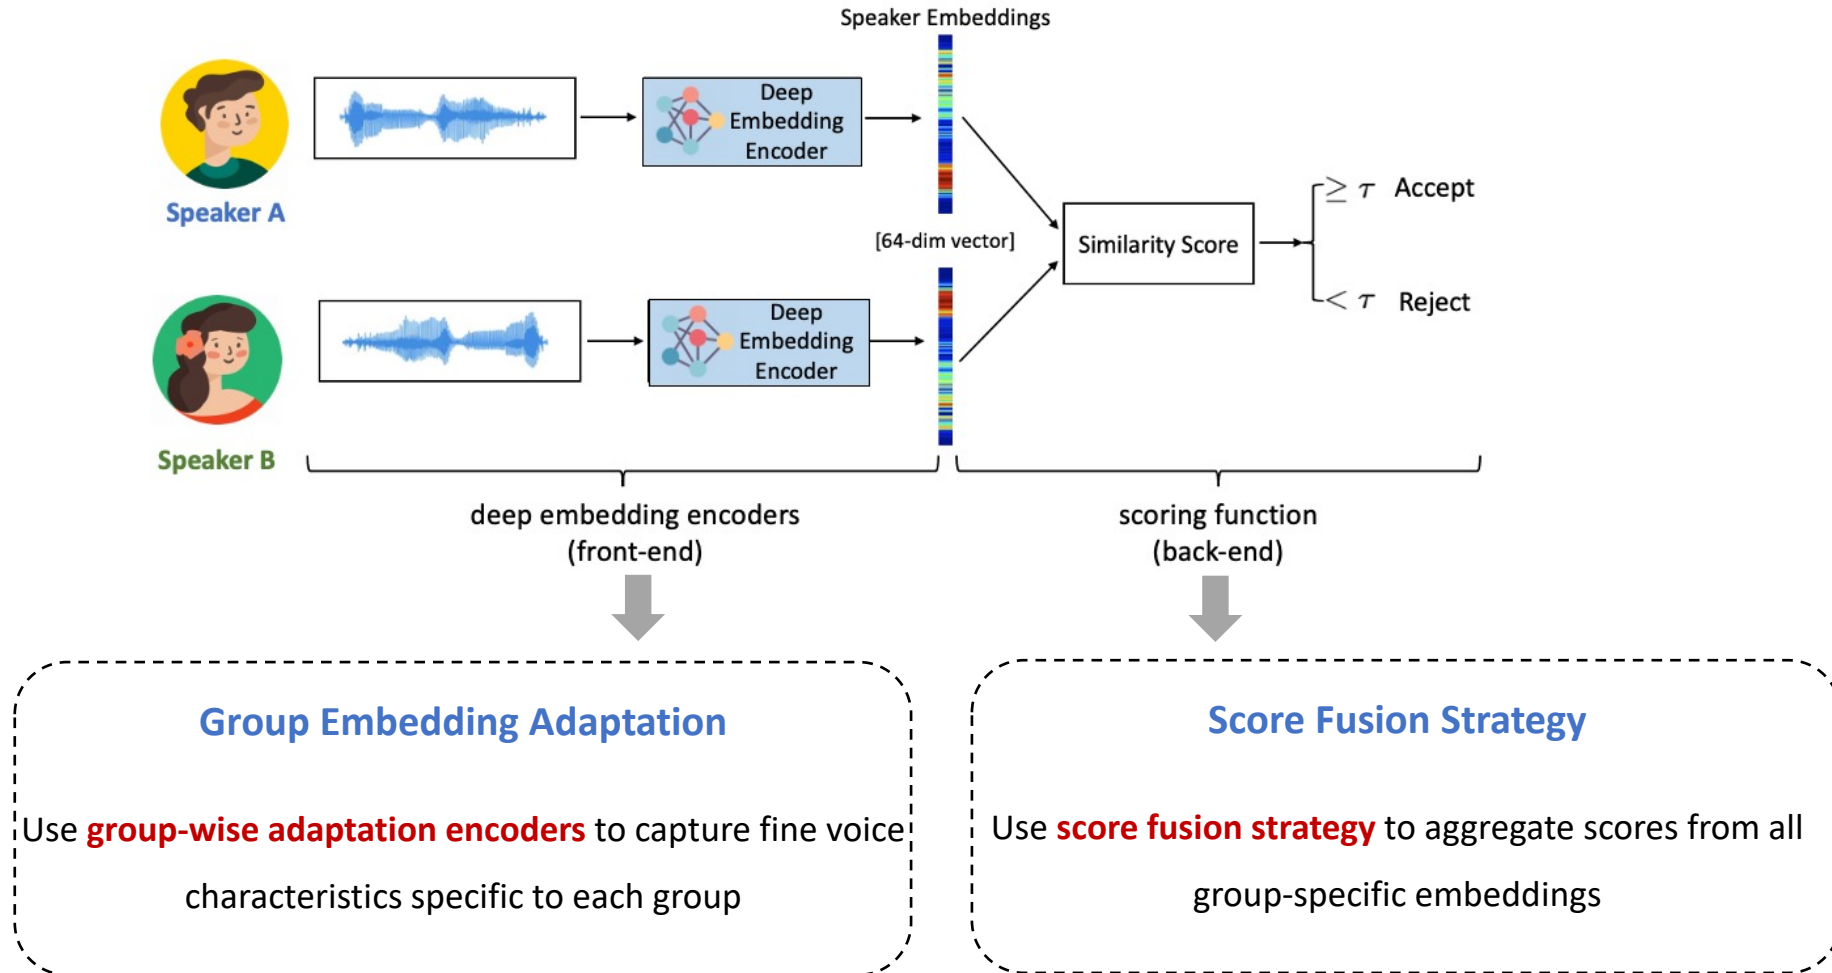 Speaker Embeddings
Deep
Embedding
Encoder
Speaker A
[64-dim vector]
Similarity Score
≥ τ Accept
< τ Reject
Deep
Embedding
Encoder
Speaker B
deep embedding encoders
(front-end)
scoring function
(back-end)
Group Embedding Adaptation
Use group-wise adaptation encoders to capture fine voice
characteristics specific to each group
Score Fusion Strategy
Use score fusion strategy to aggregate scores from all
group-specific embeddings